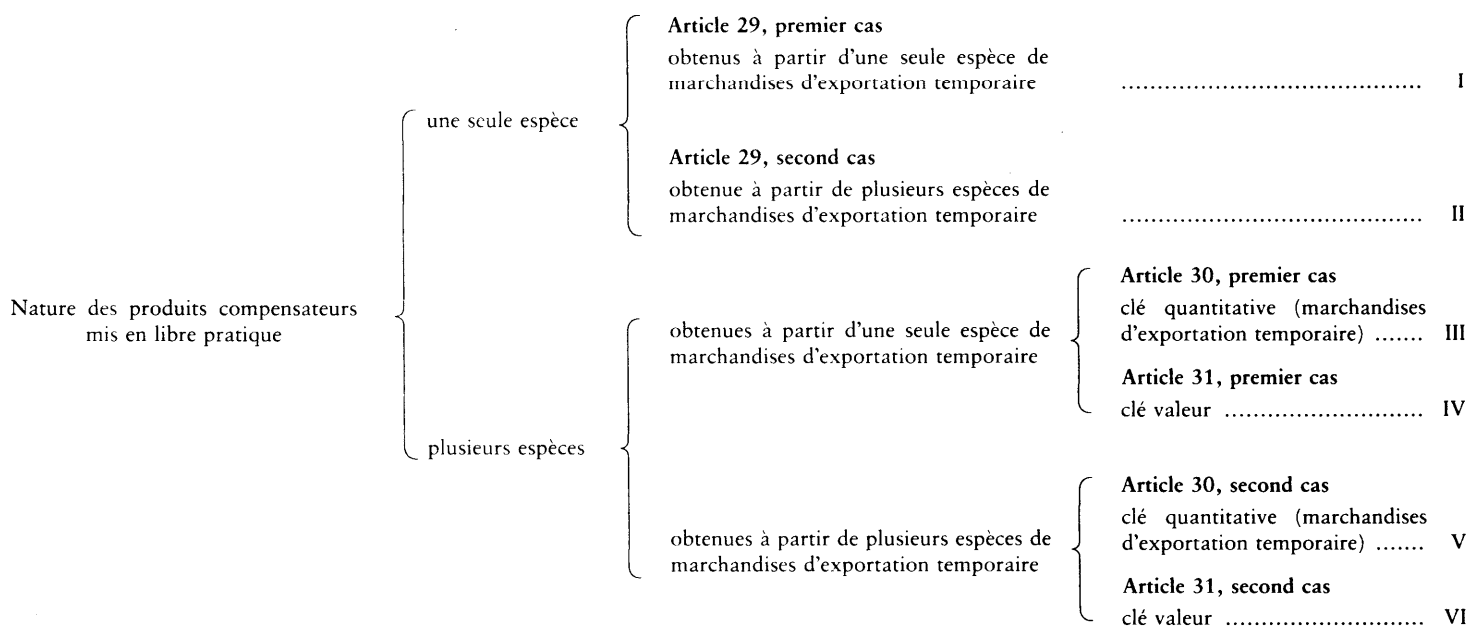 Article 29, premier cas
obtenus à partir d'une seule espèce de
marchandises d'exportation temporaire .......................................... I
une seule espèce
Article 29, second cas
obtenue à partir de plusieurs espèces de
marchandises d'exportation temporaire .......................................... II
Nature des produits compensateurs
mis en libre pratique
Article 30, premier cas
obtenues à partir d'une seule espèce de
marchandises d'exportation temporaire
clé quantitative (marchandises
d'exportation temporaire) ....... III
Article 31, premier cas
clé valeur ............................ IV
plusieurs espèces
Article 30, second cas
obtenues à partir de plusieurs espèces de
marchandises d'exportation temporaire
clé quantitative (marchandises
d'exportation temporaire) ....... V
Article 31, second cas
clé valeur ............................ VI